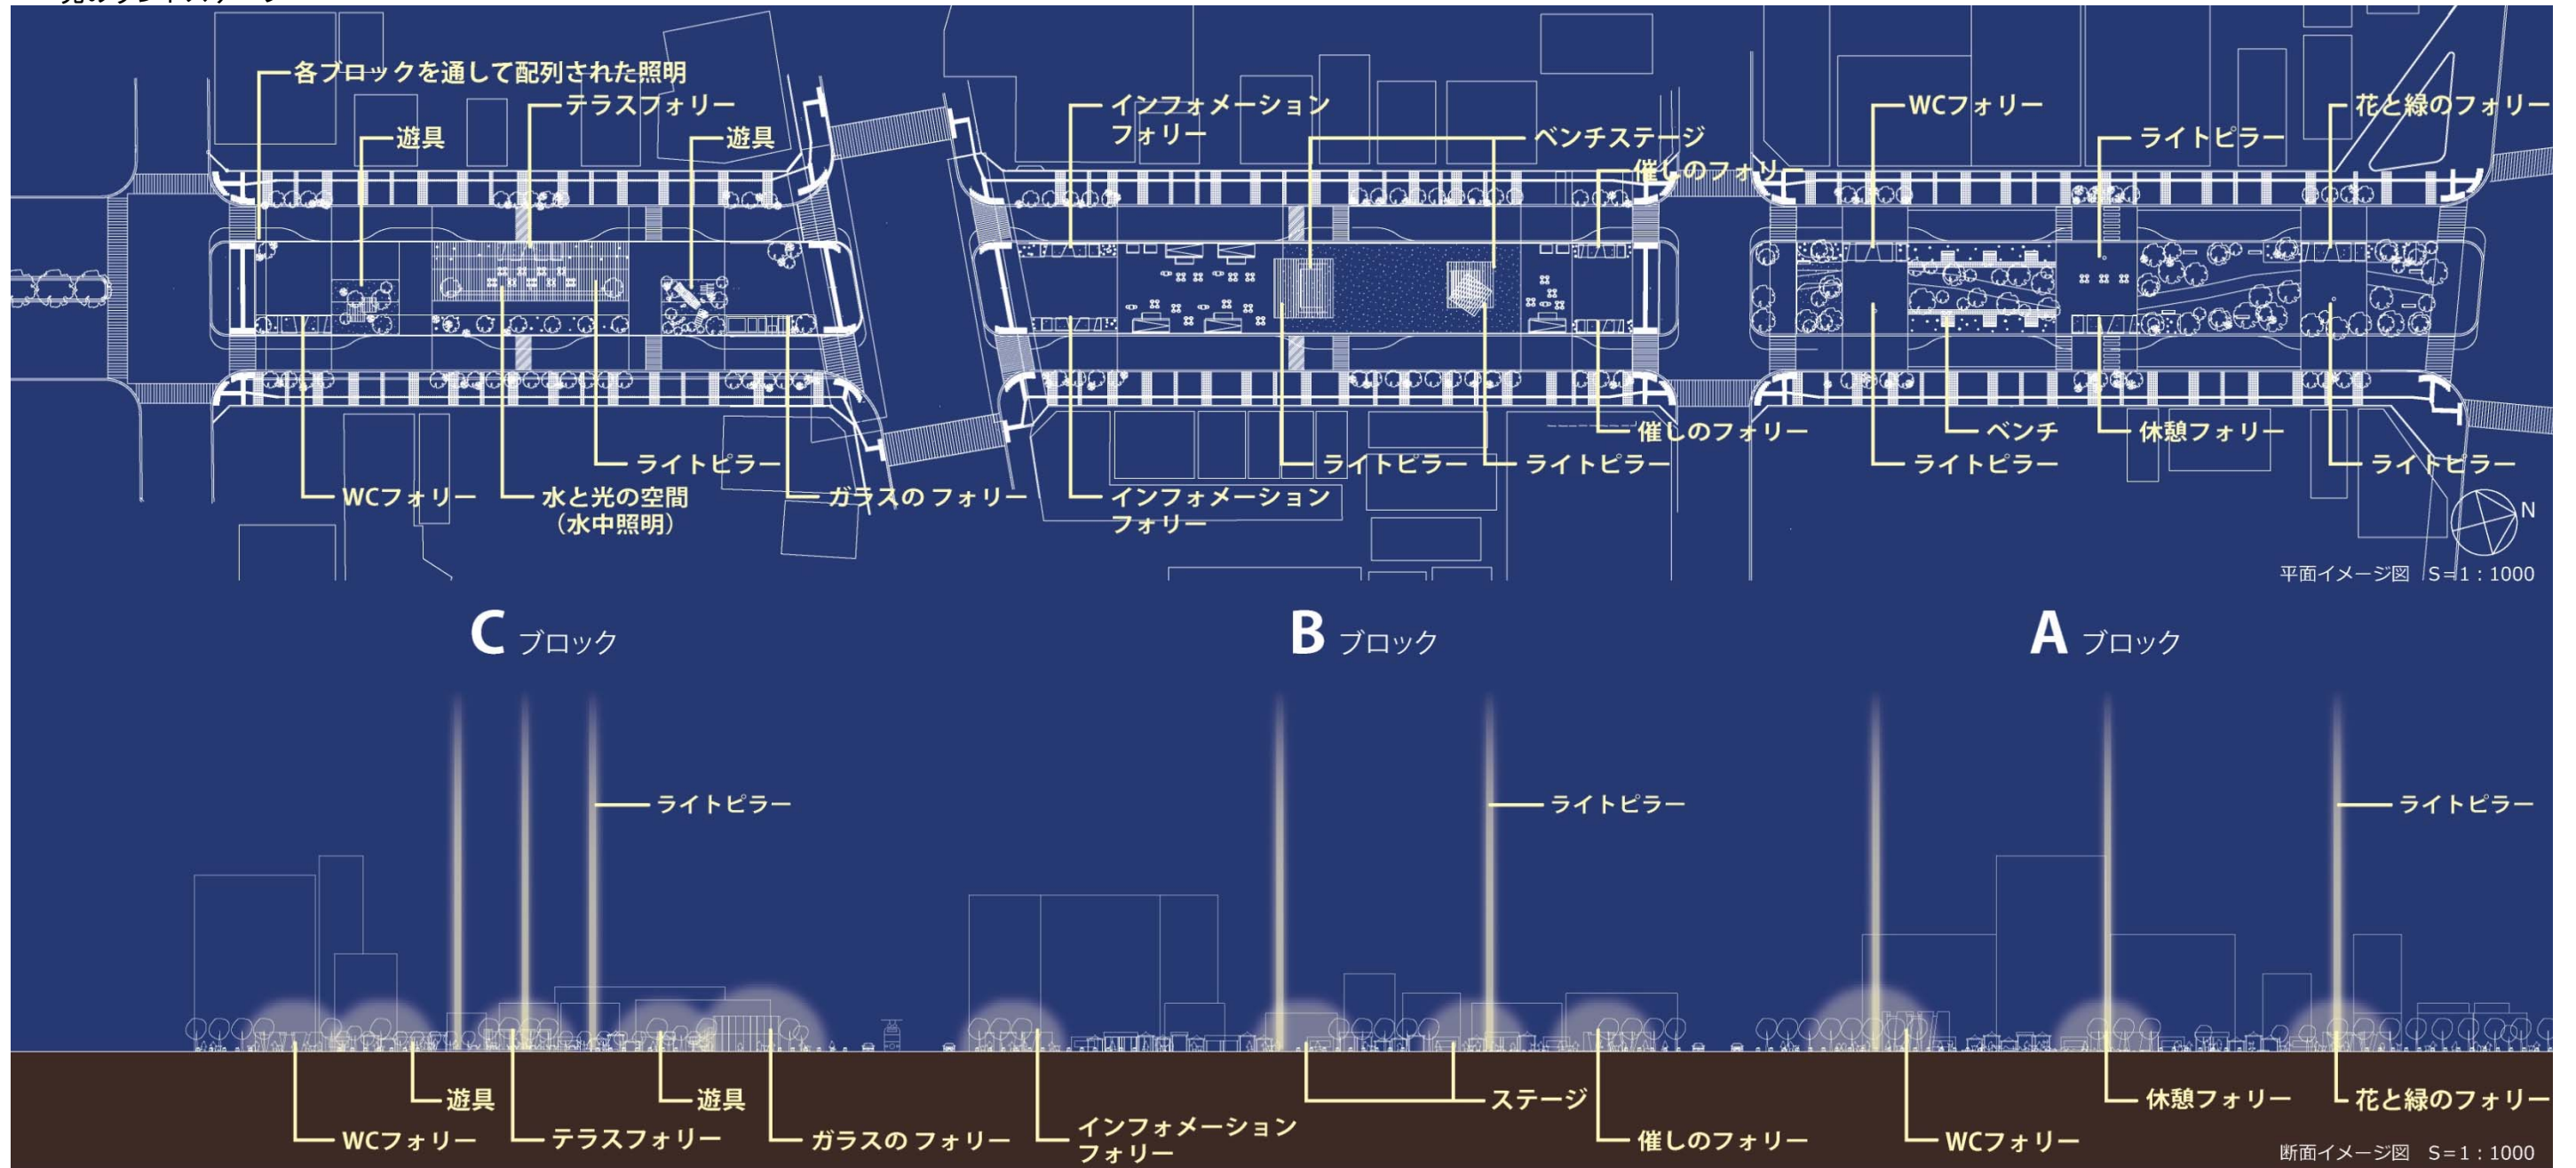 各ブロックを通して配列された照明
テラスフォリー
遊具
遊具
インフォメーション
フォリー
ベンチステージ
催しのフォリー
WCフォリー
ライトピラー
花と緑のフォリー
WCフォリー
水と光の空間
（水中照明）
ライトピラー
ガラスの フォリー
インフォメーション
フォリー
ライトピラー
ライトピラー
催しのフォリー
ライトピラー
ベンチ
休憩フォリー
ライトピラー
N
平面イメージ図 S=1：1000
C ブロック
B ブロック
A ブロック
ライトピラー
ライトピラー
ライトピラー
WCフォリー
遊具
テラスフォリー
遊具
ガラスの フォリー
インフォメーション
フォリー
ステージ
催しのフォリー
WCフォリー
休憩フォリー
花と緑のフォリー
断面イメージ図 S=1：1000